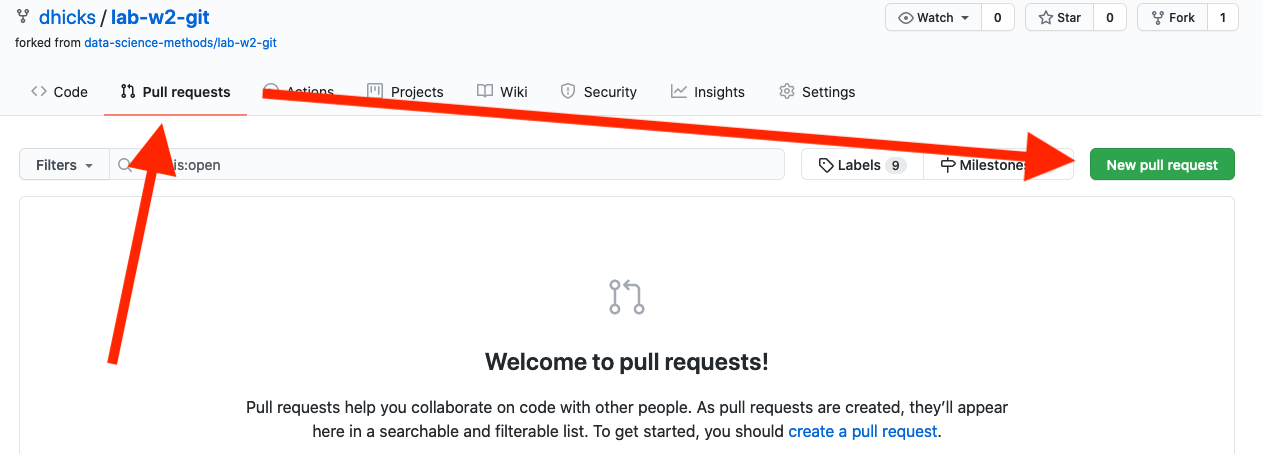 dhicks / lab-w2-git
Watch 0 Star 0 Fork 1
forked from data-science-methods/lab-w2-git
Code Pull requests Actions Projects Wiki Security Insights Settings
Filters is:open Labels 9 Milestones New pull request
Welcome to pull requests!
Pull requests help you collaborate on code with other people. As pull requests are created, they’ll appear
here in a searchable and filterable list. To get started, you should create a pull request.